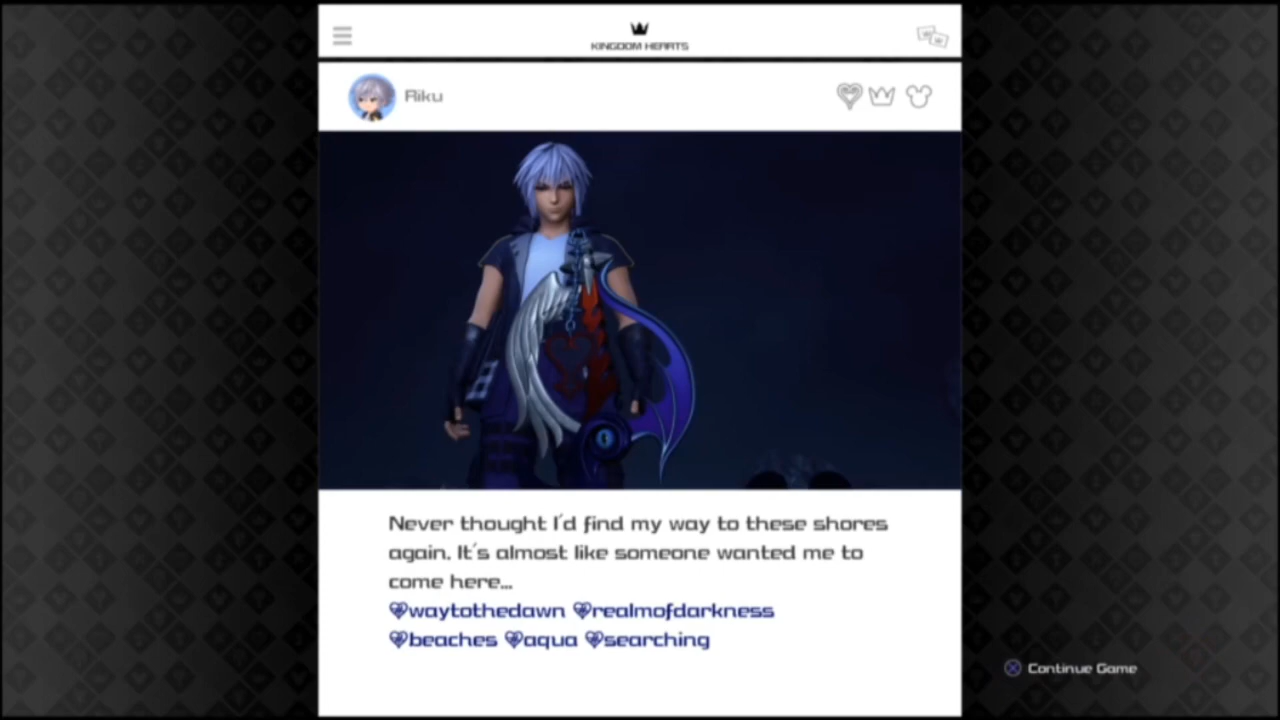 KINGDOM HEARTS
Riku
Never thought I'd find my way to these shores
again. It's almost like someone wanted me to
come here...
waytothedawn realmofdarkness
beaches aqua searching
Continue Game